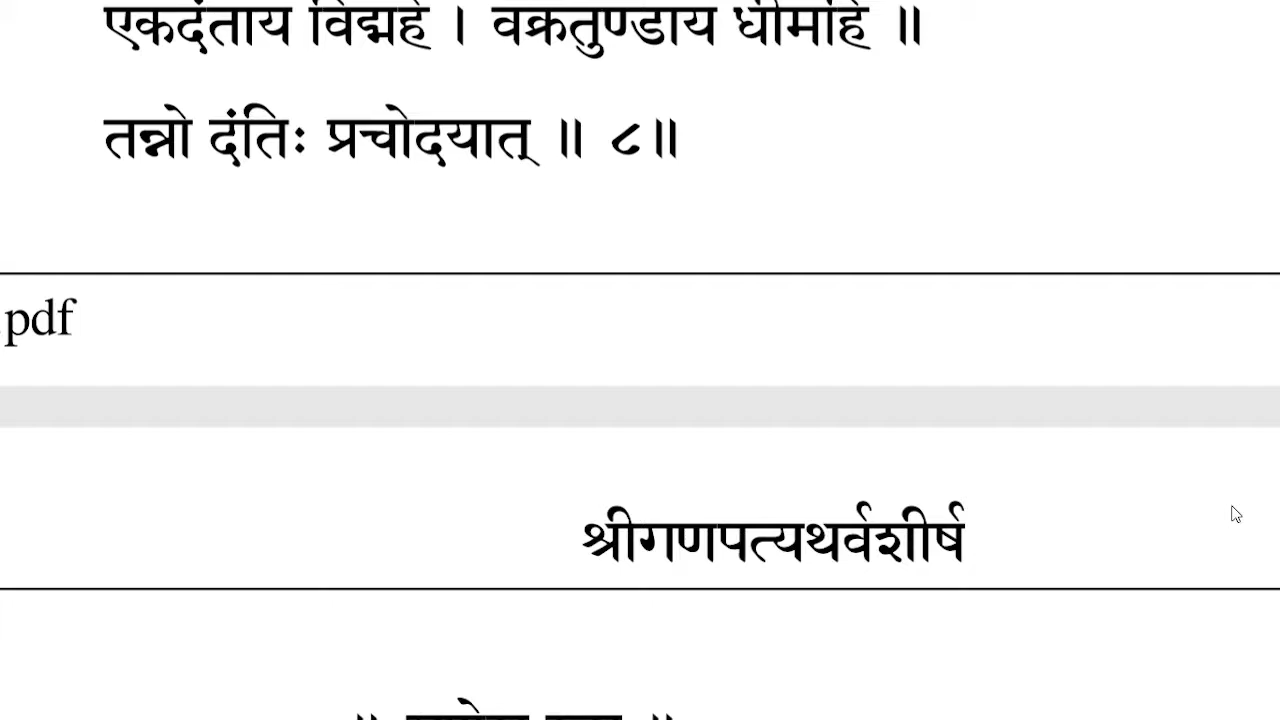 एकदंताय विद्महे । वक्रतुण्डाय धीमहि ॥
तन्नो दंतिः प्रचोदयात् ॥ ८॥
.pdf
श्रीगणपत्यथर्वशीर्ष